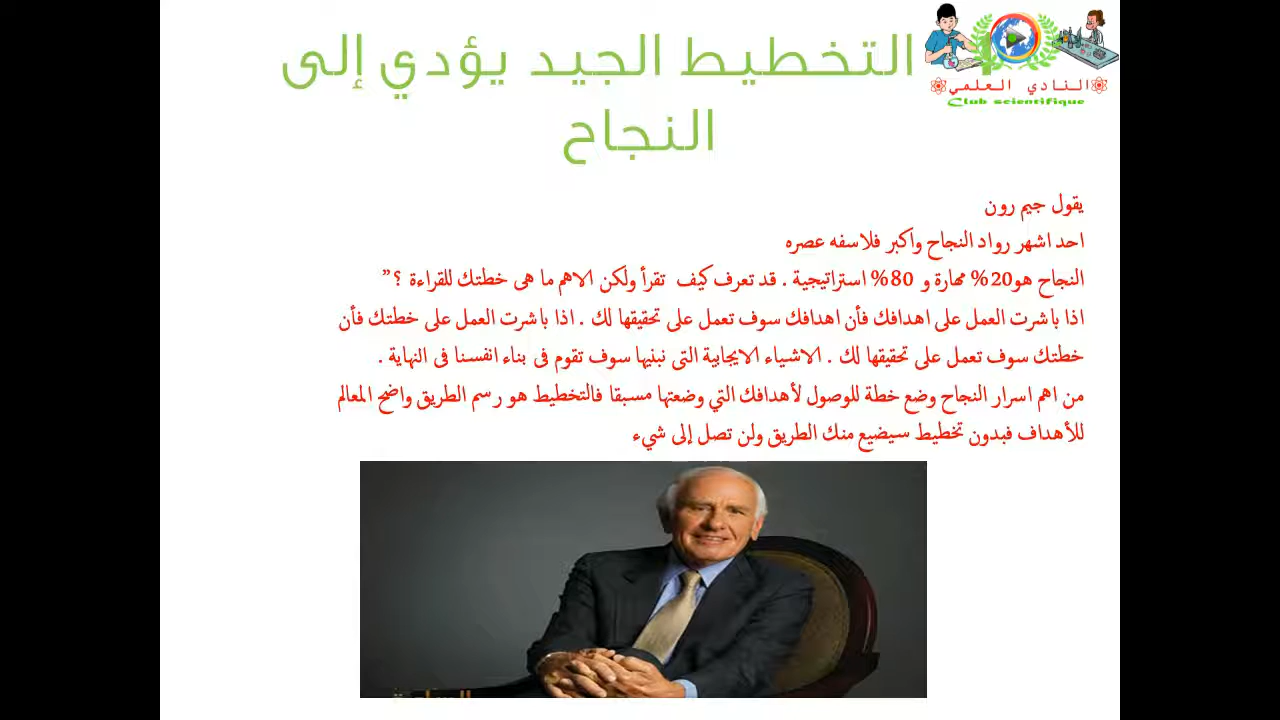 التخطيط الجيد يؤدي إلى
النجاح
النادي العلمي
Club scientifique
يقول جيم رون
احد اشهر رواد النجاح واكبر فلاسفه عصره
النجاح هو20% مهارة و 80% استراتيجية . قد تعرف كيف تقرأ ولكن الاهم ما هى خطتك للقراءة ؟”
اذا باشرت العمل على اهدافك فأن اهدافك سوف تعمل على تحقيقها لك . اذا باشرت العمل على خطتك فأن
خطتك سوف تعمل على تحقيقها لك . الاشياء الايجابية التى نبنيها سوف تقوم فى بناء انفسنا فى النهاية .
من اهم اسرار النجاح وضع خطة للوصول لأهدافك التي وضعتها مسبقا فالتخطيط هو رسم الطريق واضح المعالم
للأهداف فبدون تخطيط سيضيع منك الطريق ولن تصل إلى شيء